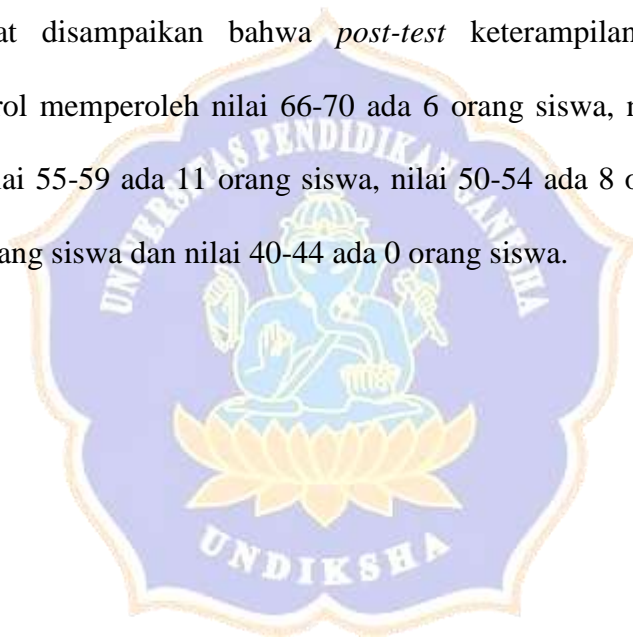 at disampaikan bahwa post-test keterampilan
rol memperoleh nilai 66-70 ada 6 orang siswa,
lai 55-59 ada 11 orang siswa, nilai 50-54 ada 8
ang siswa dan nilai 40-44 ada 0 orang siswa.
UNIVERSITAS PENDIDIKAN GANESHA
UNDIKSHA